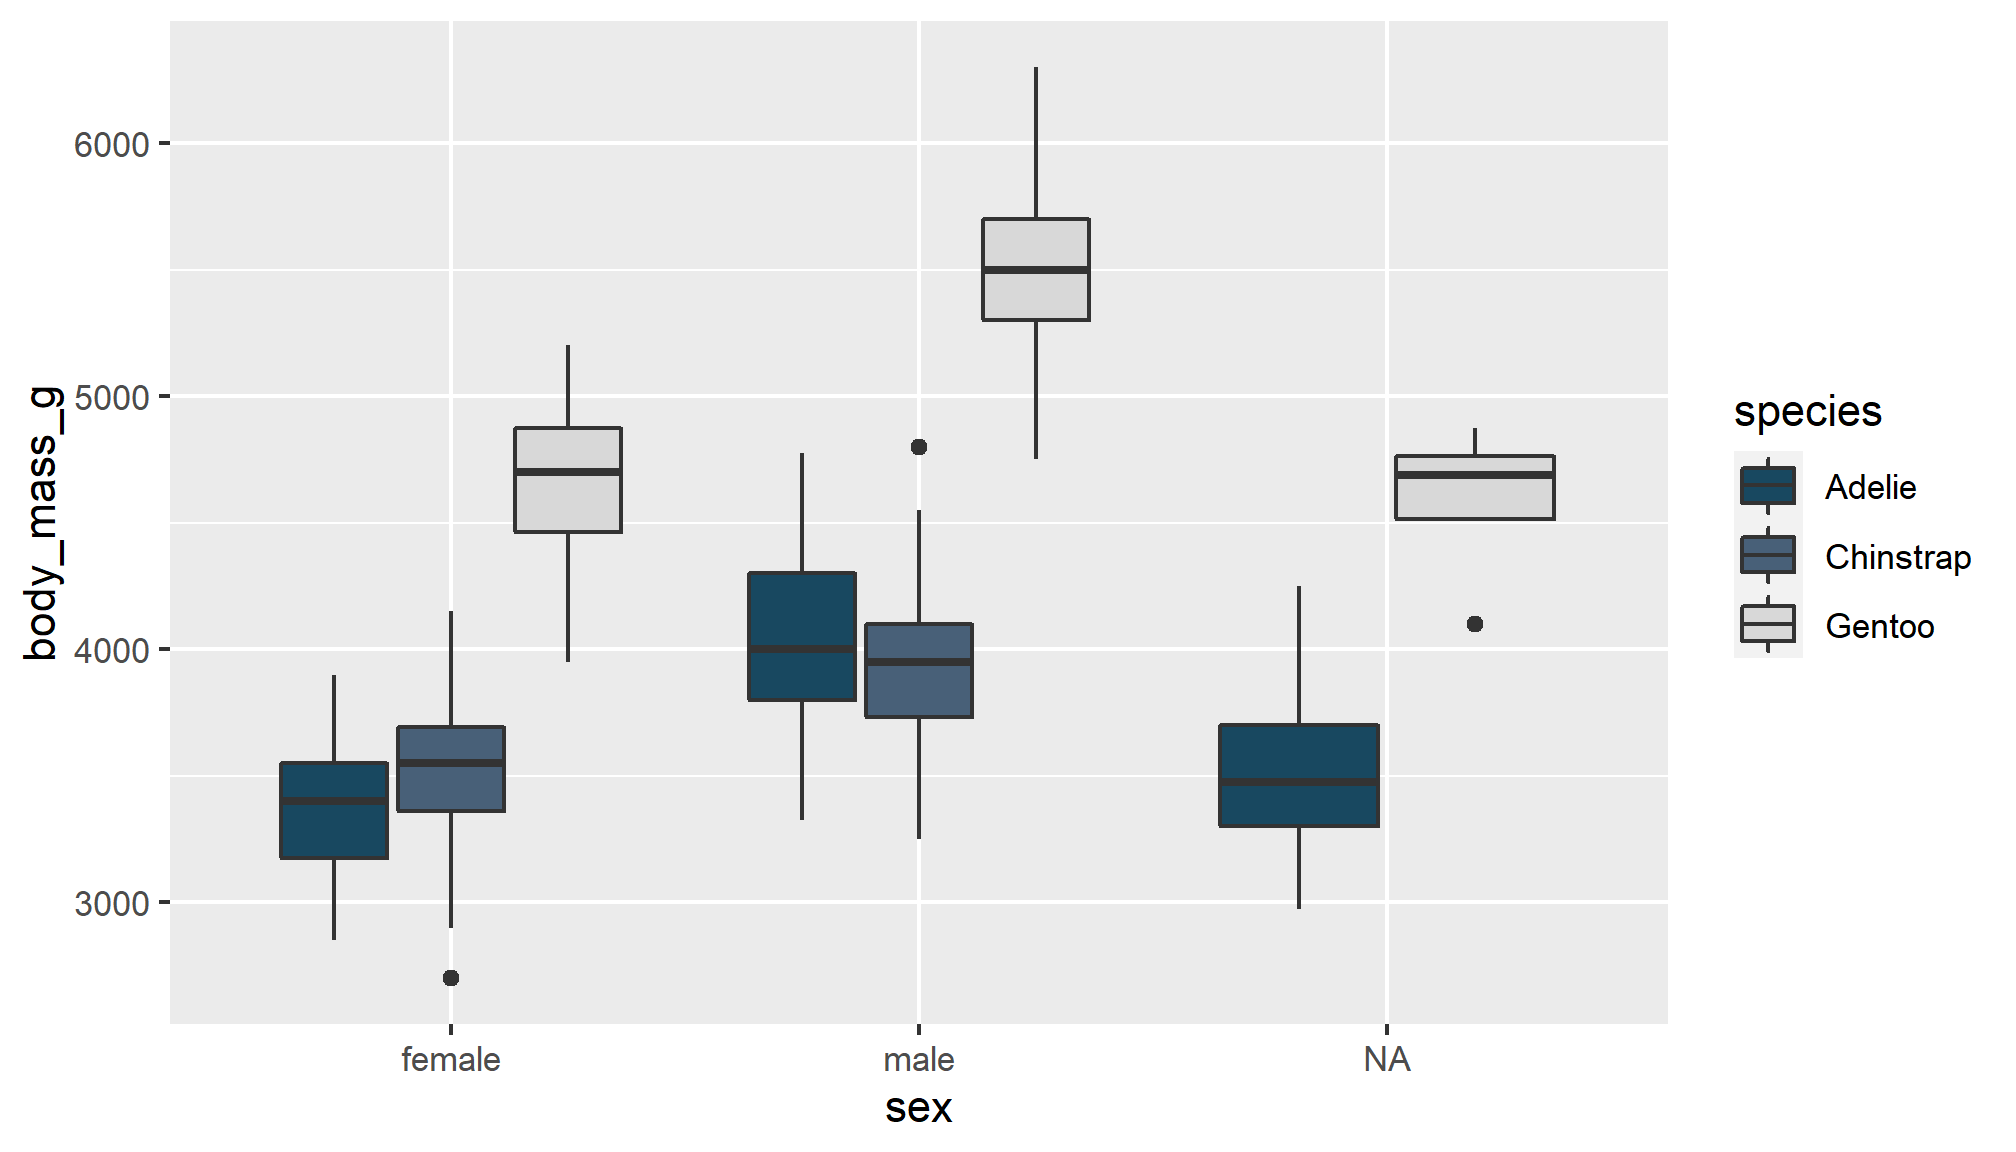 body_mass_g
6000
5000
4000
3000
female
male
NA
sex
species
Adelie
Chinstrap
Gentoo